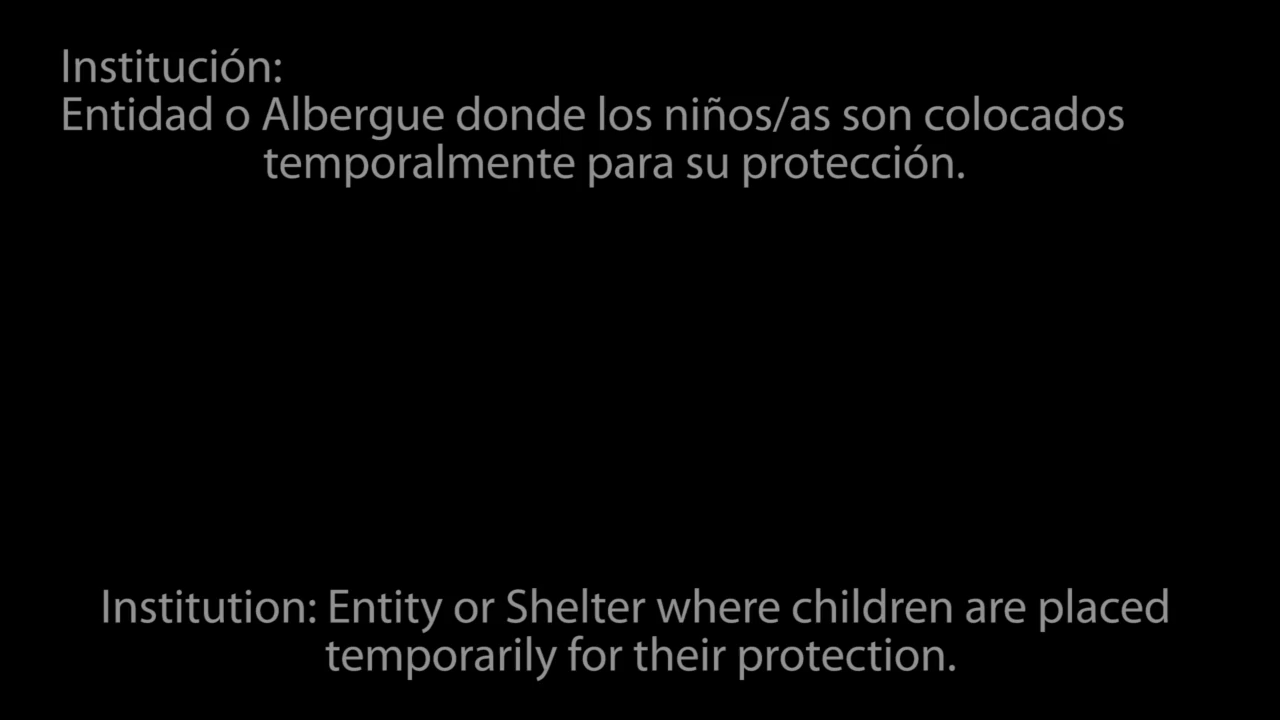 Institución:
Entidad o Albergue donde los niños/as son colocados
temporalmente para su protección.
Institution: Entity or Shelter where children are placed
temporarily for their protection.